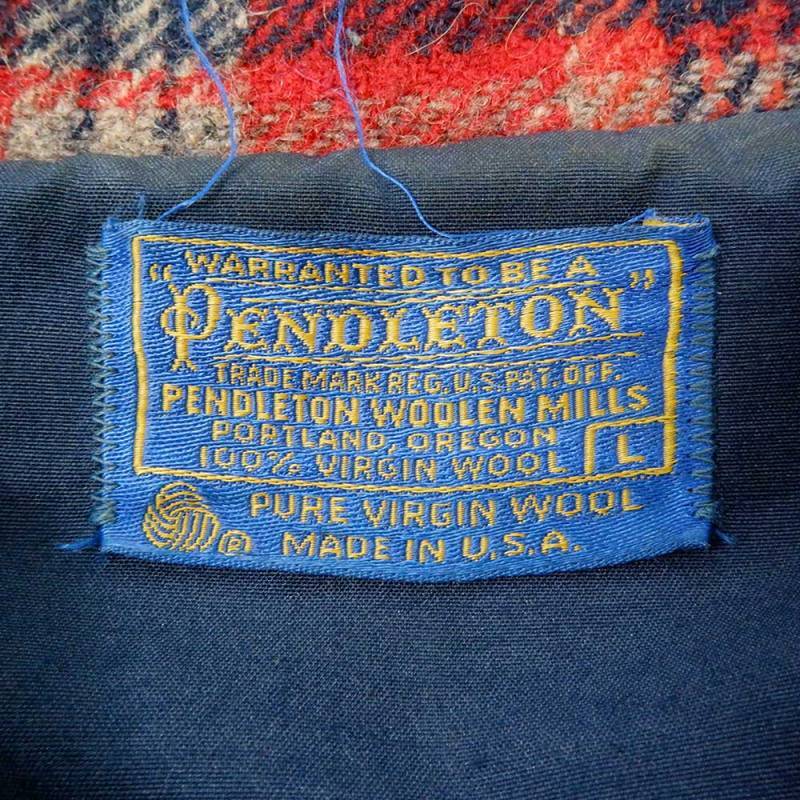 WARRANTED TO BE A
"PENDLETON"
TRADE MARK REG. U.S. PAT. OFF.
PENDLETON WOOLEN MILLS
PORTLAND, OREGON
100% VIRGIN WOOL L
PURE VIRGIN WOOL
® MADE IN U.S.A.